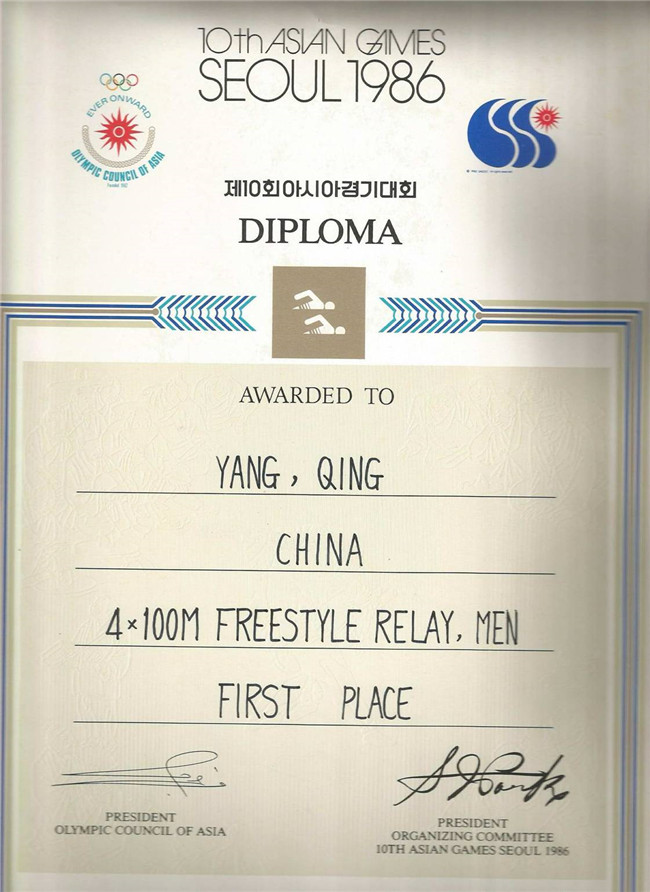 10th ASIAN GAMES
SEOUL 1986
EVER ONWARD
OLYMPIC COUNCIL OF ASIA
제10회아시아경기대회
DIPLOMA
AWARDED TO
YANG, QING
CHINA
4×100M FREESTYLE RELAY, MEN
FIRST PLACE
PRESIDENT
OLYMPIC COUNCIL OF ASIA
PRESIDENT
ORGANIZING COMMITTEE
10TH ASIAN GAMES SEOUL 1986